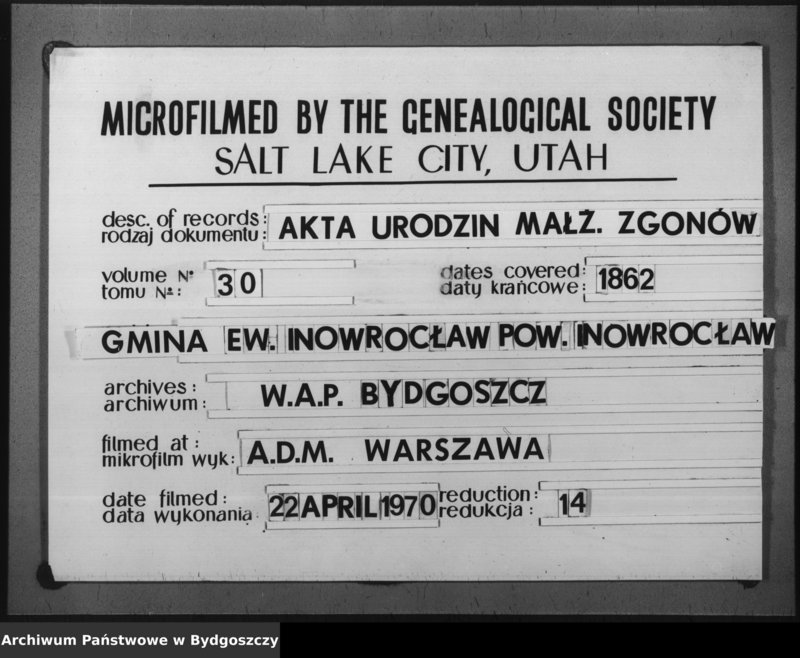 MICROFILMED BY THE GENEALOGICAL SOCIETY
SALT LAKE CITY, UTAH
desc. of records:
rodzaj dokumentu: AKTA URODZIN MAŁŻ. ZGONÓW
volume Nº
tomu Nº: 30
dates covered:
daty krańcowe: 1862
GMINA EW. INOWROCŁAW POW. INOWROCŁAW
archives:
archiwum: W.A.P. BYDGOSZCZ
filmed at:
mikrofilm wyk: A.D.M. WARSZAWA
date filmed:
data wykonania 22 APRIL 1970
reduction:
redukcja: 14
Archiwum Państwowe w Bydgoszczy